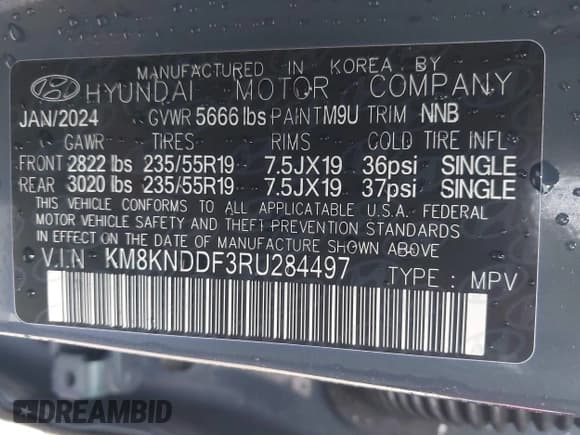 MANUFACTURED IN KOREA BY
HYUNDAI MOTOR COMPANY
JAN/2024 GVWR 5666 lbs PAINT M9U TRIM NNB
GAWR TIRES RIMS COLD TIRE INFL
FRONT 2822 lbs 235/55R19 7.5JX19 36psi SINGLE
REAR 3020 lbs 235/55R19 7.5JX19 37psi SINGLE
THIS VEHICLE CONFORMS TO ALL APPLICABLE U.S.A. FEDERAL
MOTOR VEHICLE SAFETY AND THEFT PREVENTION STANDARDS
IN EFFECT ON THE DATE OF MANUFACTURE SHOWN ABOVE.
V.I.N KM8KNDDF3RU284497 TYPE : MPV
DREAMBID